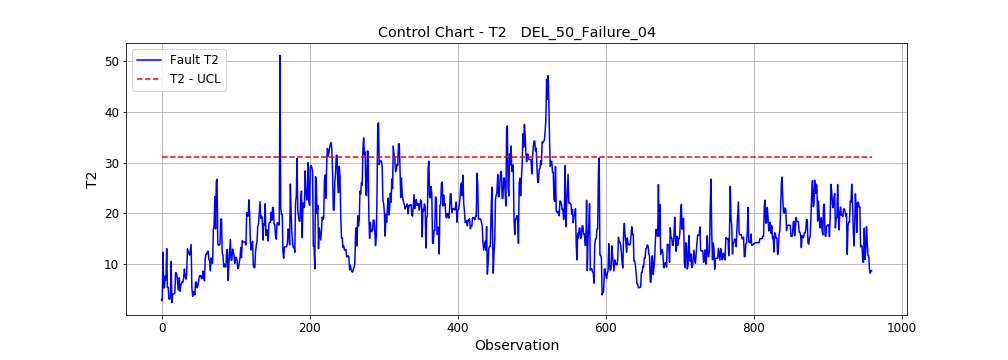 Control Chart - T2   DEL_50_Failure_04
Fault T2
T2 - UCL
50
40
30
20
10
T2
0 200 400 600 800 1000
Observation